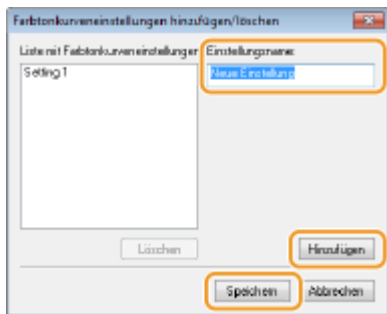 Farbtonkurveneinstellungen hinzufügen/löschen
Liste mit Farbtonkurveneinstellungen
Einstellungsname:
Setting 1
Neue Einstellung
Löschen
Hinzufügen
Speichern
Abbrechen